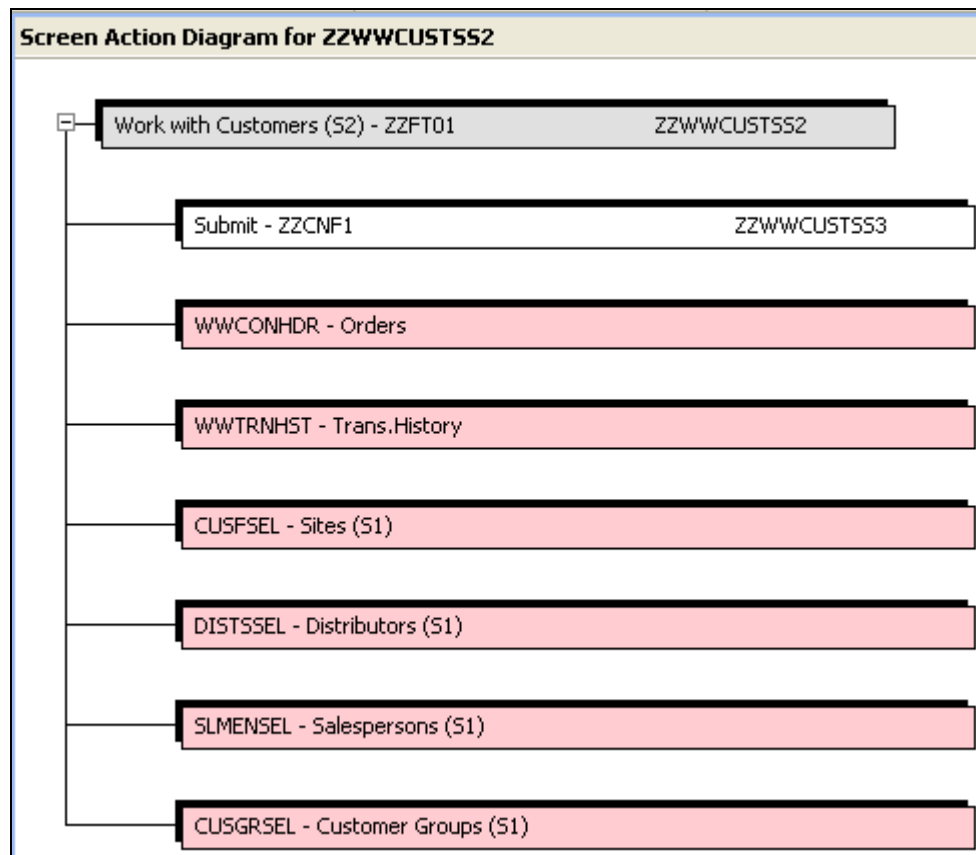 Screen Action Diagram for ZZWWCUSTSS2
Work with Customers (S2) - ZZFT01 ZZWWCUSTSS2
Submit - ZZCNF1 ZZWWCUSTSS3
WWCONHDR - Orders
WWTRNHST - Trans.History
CUSFSEL - Sites (S1)
DISTSSEL - Distributors (S1)
SLMENSEL - Salespersons (S1)
CUSGRSEL - Customer Groups (S1)